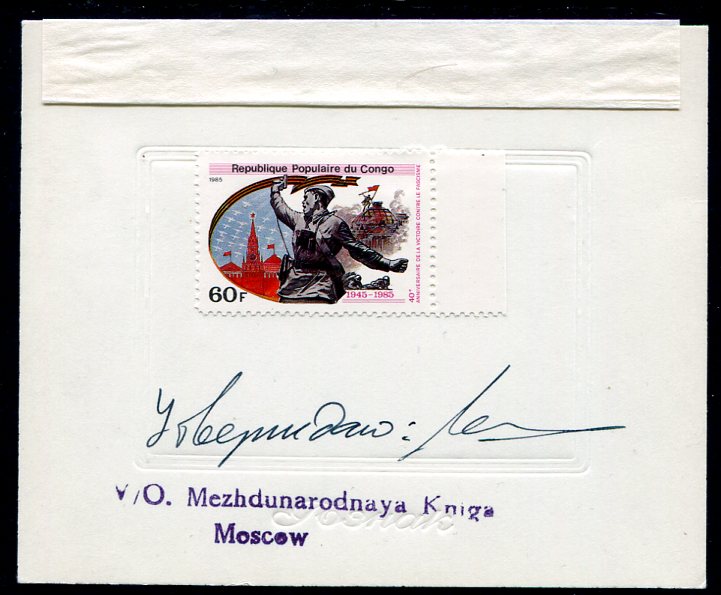 Republique Populaire du Congo
1985
60F
1945-1985
40e ANNIVERSAIRE DE LA VICTOIRE CONTRE LE FASCISME
Утверждаю:
V/O. Mezhdunarodnaya Kniga
Moscow